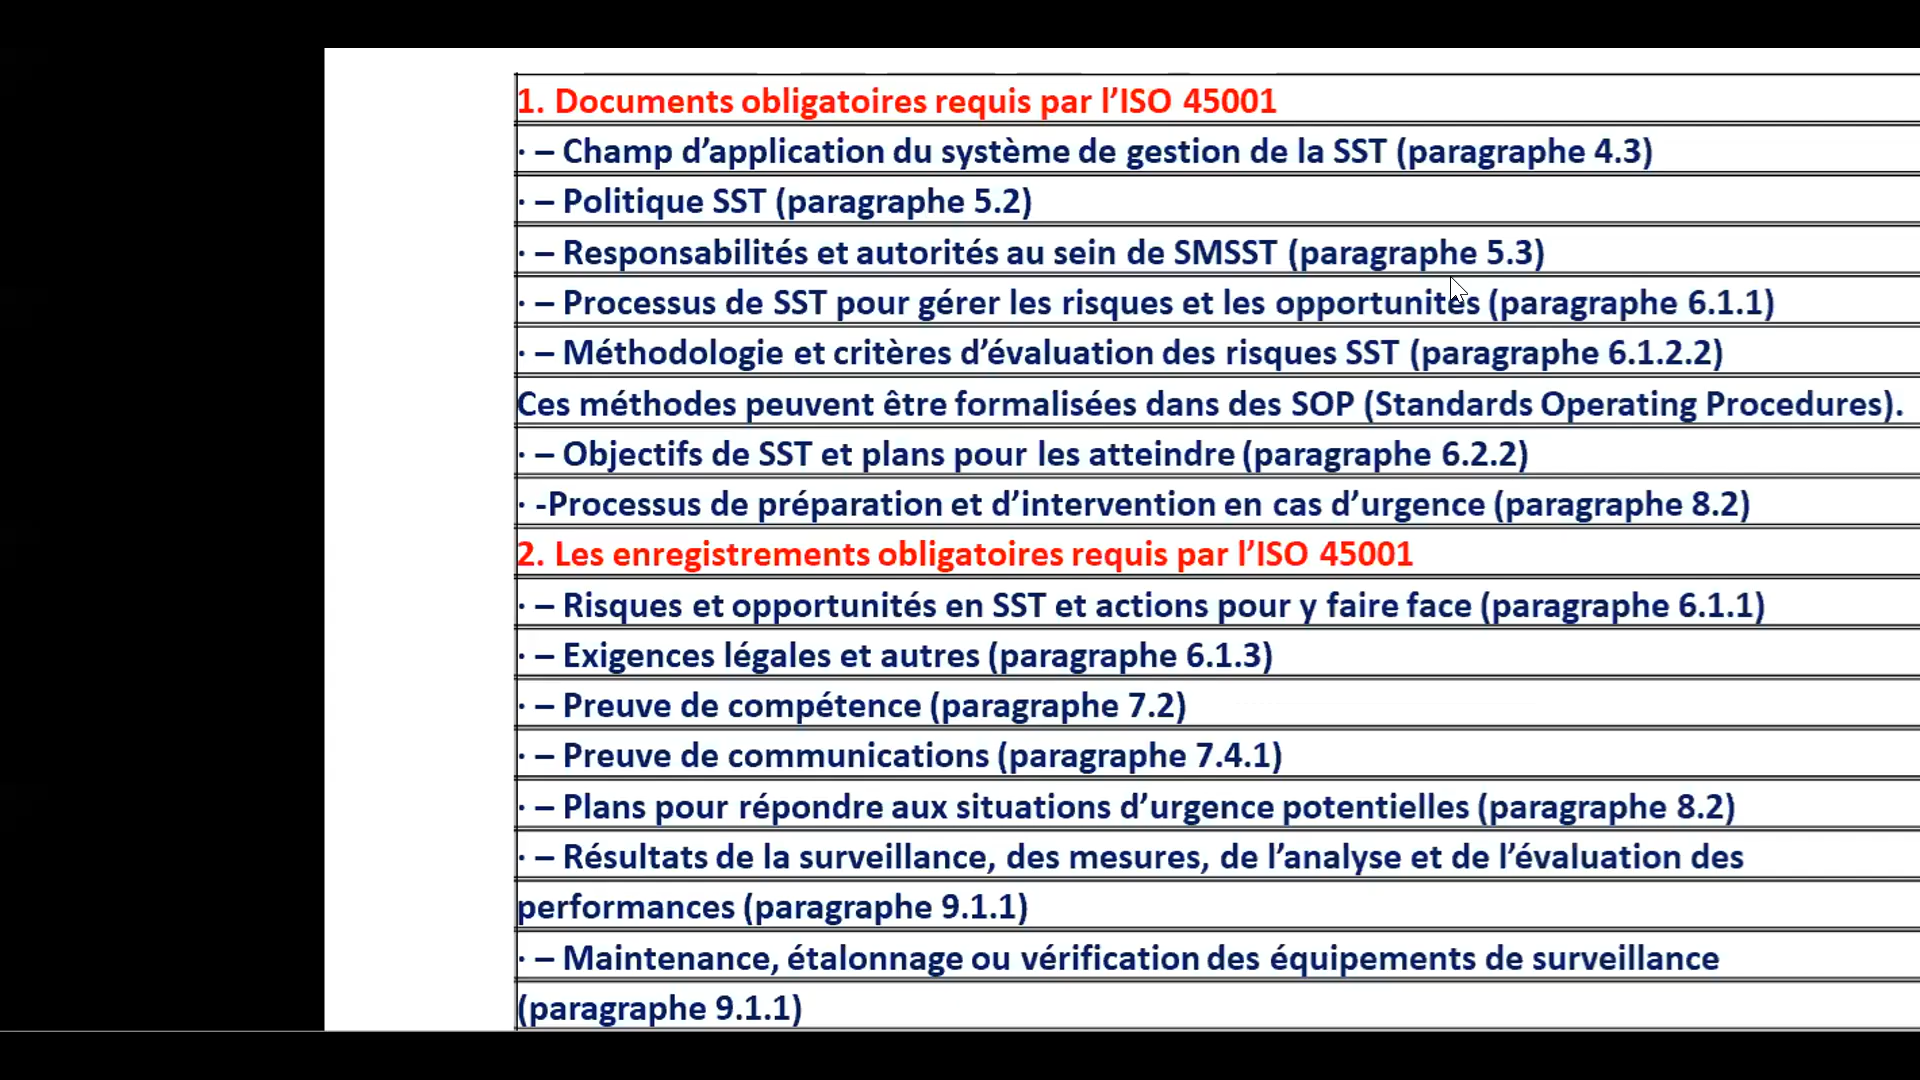 1. Documents obligatoires requis par l’ISO 45001
· – Champ d’application du système de gestion de la SST (paragraphe 4.3)
· – Politique SST (paragraphe 5.2)
· – Responsabilités et autorités au sein de SMSST (paragraphe 5.3)
· – Processus de SST pour gérer les risques et les opportunités (paragraphe 6.1.1)
· – Méthodologie et critères d’évaluation des risques SST (paragraphe 6.1.2.2)
Ces méthodes peuvent être formalisées dans des SOP (Standards Operating Procedures).
· – Objectifs de SST et plans pour les atteindre (paragraphe 6.2.2)
· -Processus de préparation et d’intervention en cas d’urgence (paragraphe 8.2)
2. Les enregistrements obligatoires requis par l’ISO 45001
· – Risques et opportunités en SST et actions pour y faire face (paragraphe 6.1.1)
· – Exigences légales et autres (paragraphe 6.1.3)
· – Preuve de compétence (paragraphe 7.2)
· – Preuve de communications (paragraphe 7.4.1)
· – Plans pour répondre aux situations d’urgence potentielles (paragraphe 8.2)
· – Résultats de la surveillance, des mesures, de l’analyse et de l’évaluation des
performances (paragraphe 9.1.1)
· – Maintenance, étalonnage ou vérification des équipements de surveillance
(paragraphe 9.1.1)